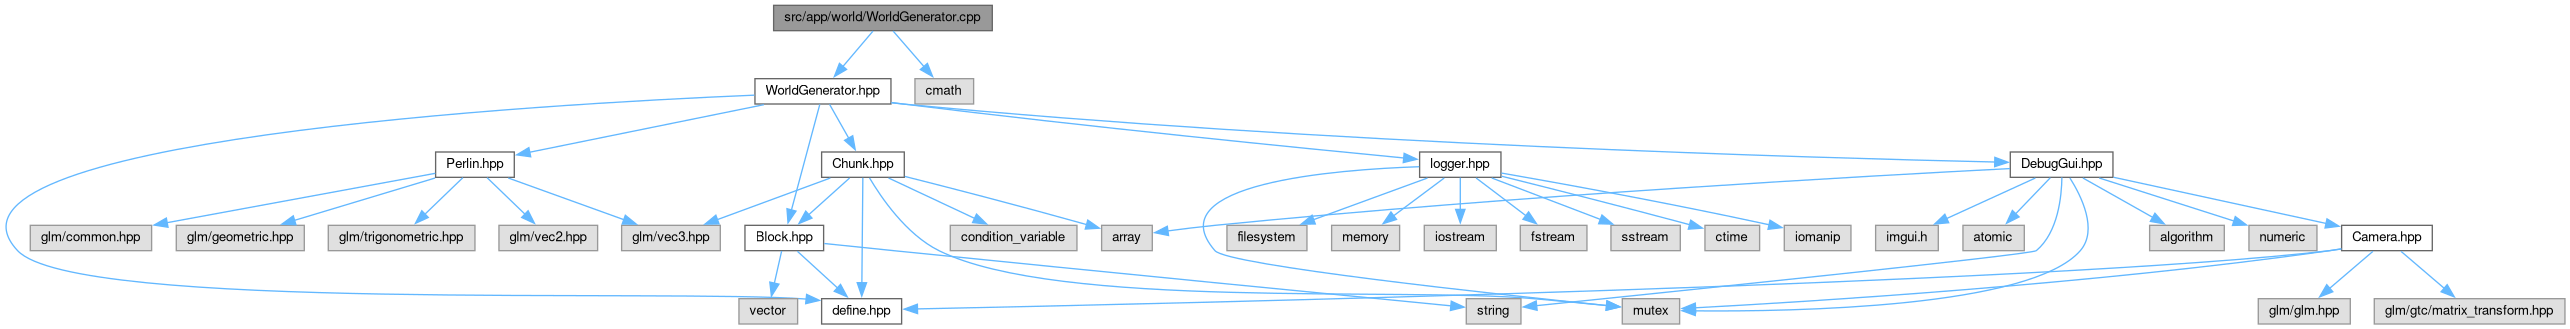 src/app/world/WorldGenerator.cpp
WorldGenerator.hpp
cmath
Perlin.hpp
Chunk.hpp
logger.hpp
DebugGui.hpp
glm/common.hpp
glm/geometric.hpp
glm/trigonometric.hpp
glm/vec2.hpp
glm/vec3.hpp
Block.hpp
condition_variable
array
filesystem
memory
iostream
fstream
sstream
ctime
iomanip
imgui.h
atomic
algorithm
numeric
Camera.hpp
vector
define.hpp
string
mutex
glm/glm.hpp
glm/gtc/matrix_transform.hpp